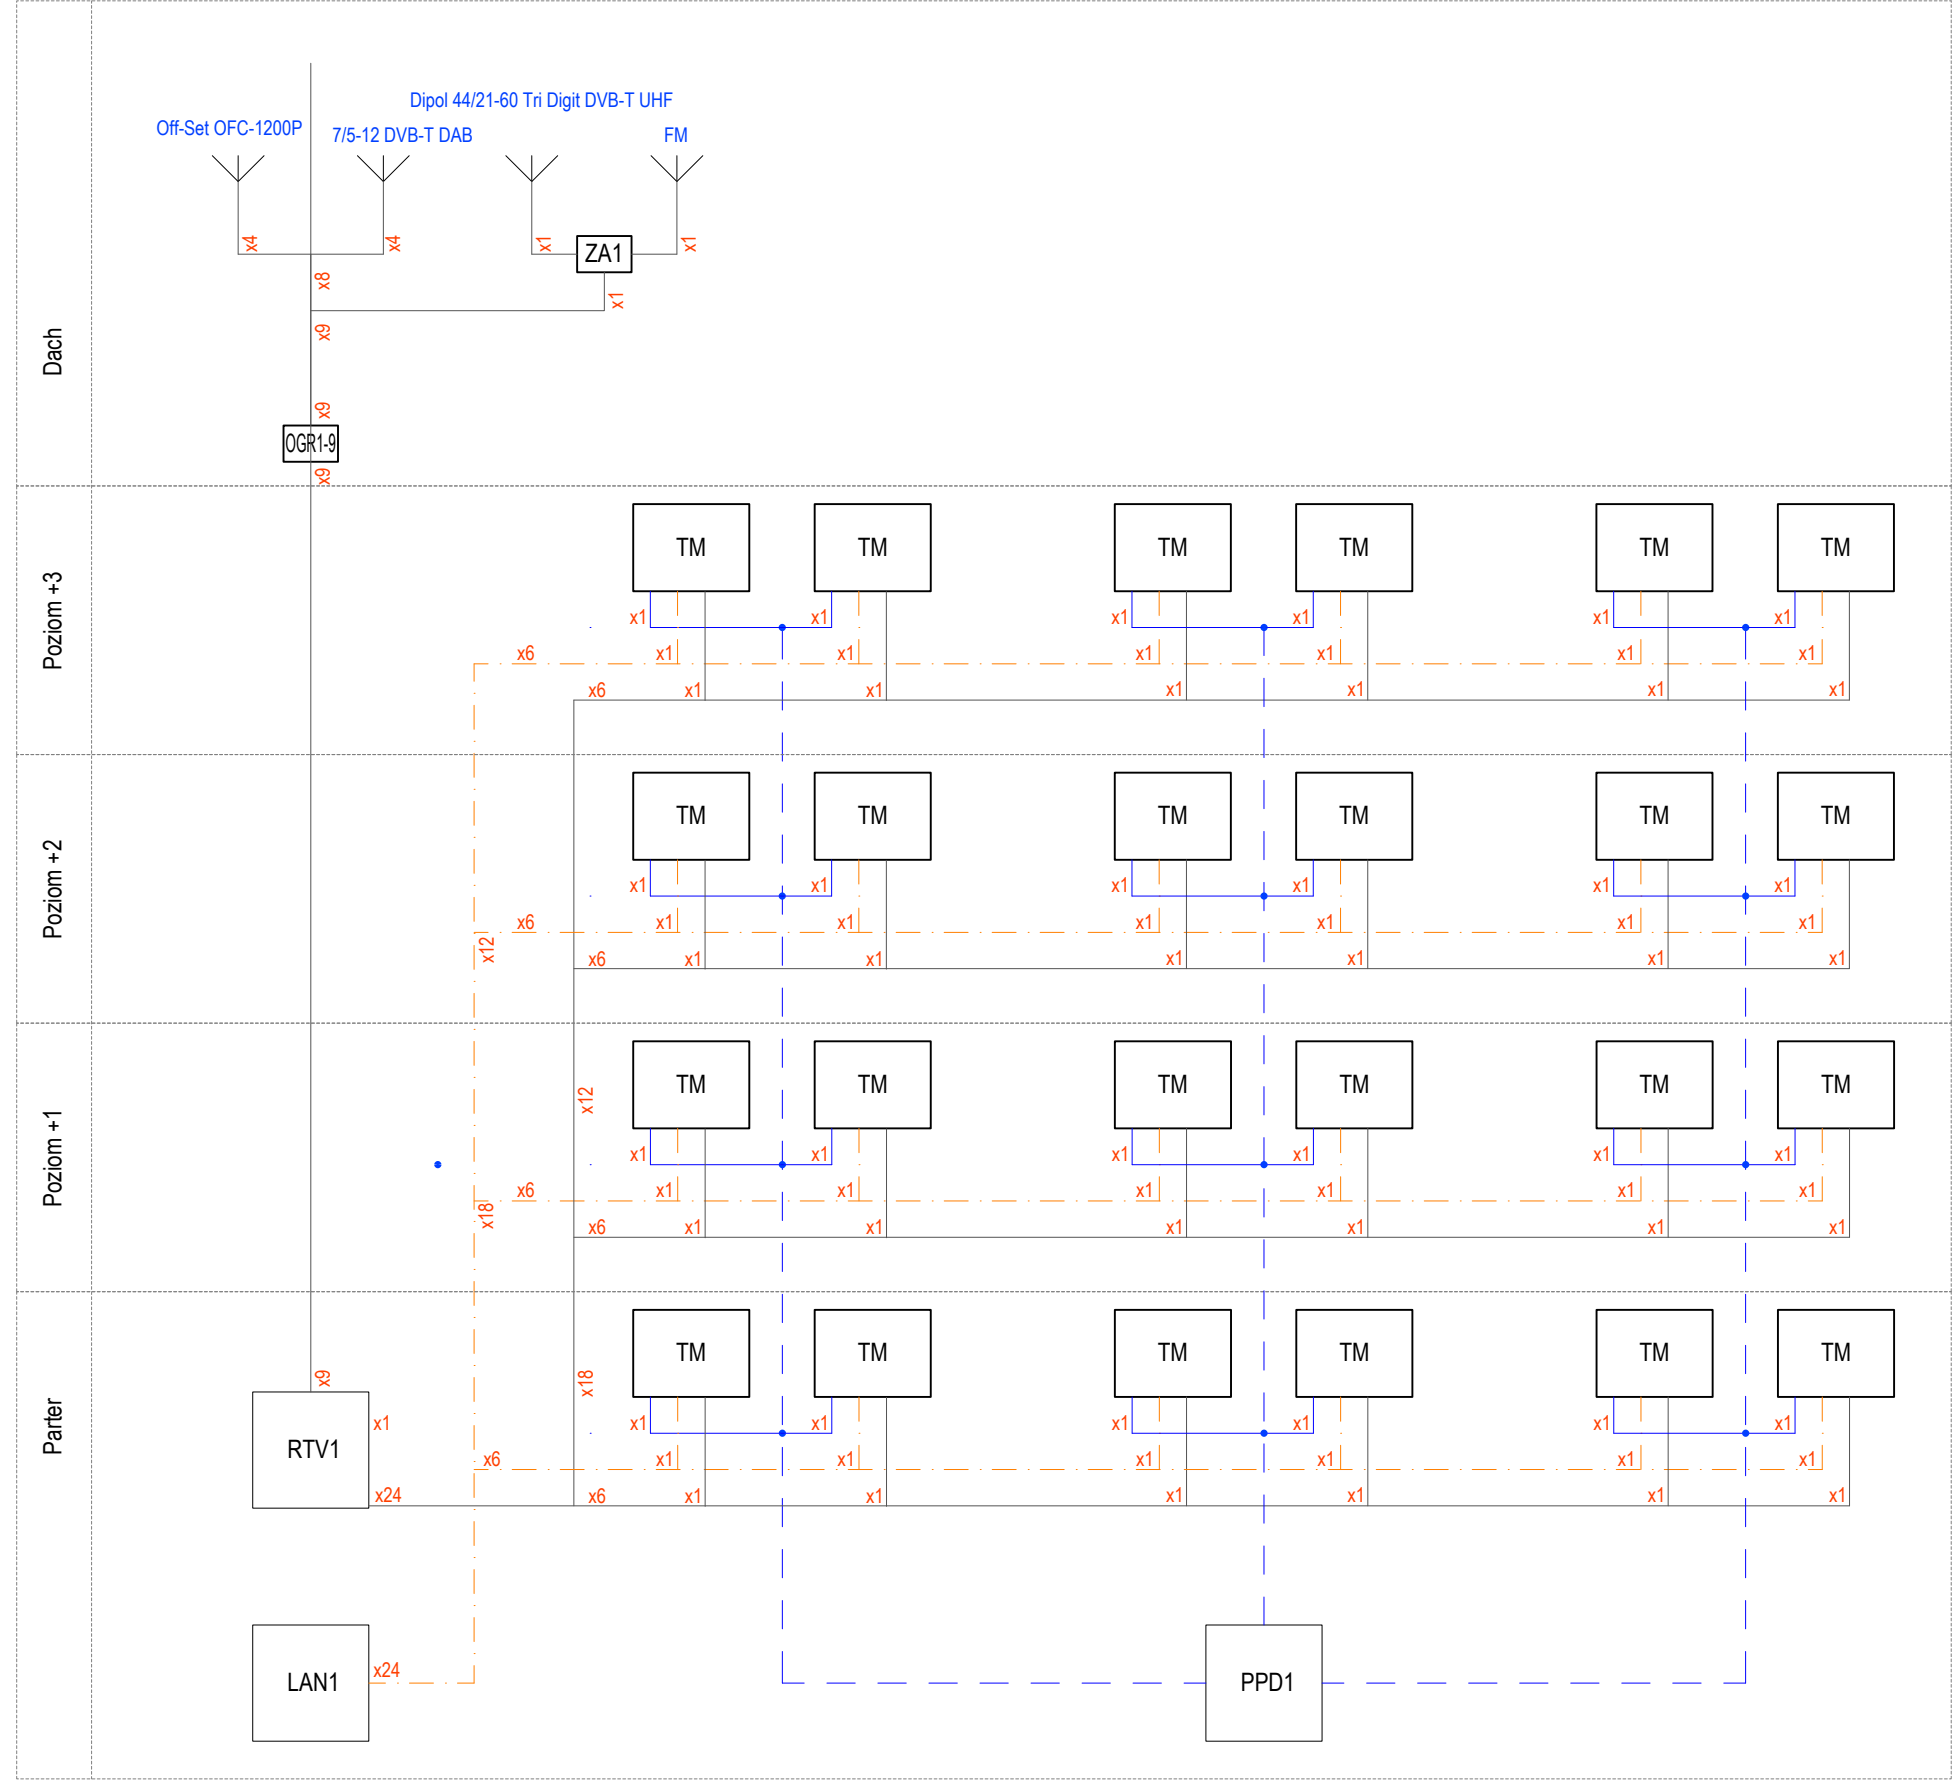 Dipol 44/21-60 Tri Digit DVB-T UHF
Off-Set OFC-1200P
7/5-12 DVB-T DAB
FM
x4
x4
x1
ZA1
x1
x8
x1
x9
Dach
x9
OGR1-9
x9
TM TM TM TM TM TM
Poziom +3
x1 x1 x1 x1 x1 x1
x6 x1 x1 x1 x1 x1 x1
x6 x1 x1 x1 x1 x1 x1
TM TM TM TM TM TM
Poziom +2
x1 x1 x1 x1 x1 x1
x6 x1 x1 x1 x1 x1 x1
x12
x6 x1 x1 x1 x1 x1 x1
TM TM TM TM TM TM
x12
Poziom +1
x1 x1 x1 x1 x1 x1
x6 x1 x1 x1 x1 x1 x1
x18
x6 x1 x1 x1 x1 x1 x1
TM TM TM TM TM TM
x9
x18
Parter
x1
x1 x1 x1 x1 x1 x1
RTV1
x6 x1 x1 x1 x1 x1 x1
x24
x6 x1 x1 x1 x1 x1 x1
LAN1
x24
PPD1